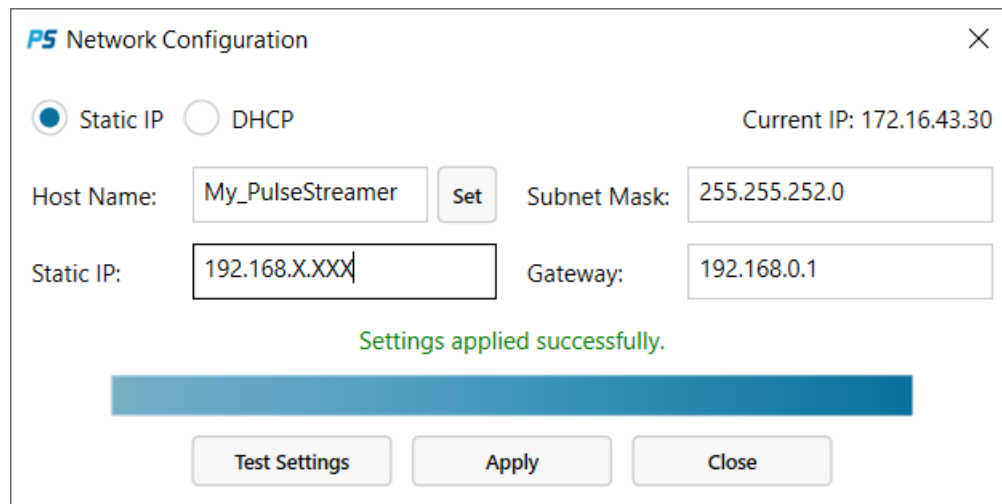 PS Network Configuration
Static IP DHCP Current IP: 172.16.43.30
Host Name: My_PulseStreamer Set Subnet Mask: 255.255.252.0
Static IP: 192.168.X.XXX Gateway: 192.168.0.1
Settings applied successfully.
Test Settings Apply Close